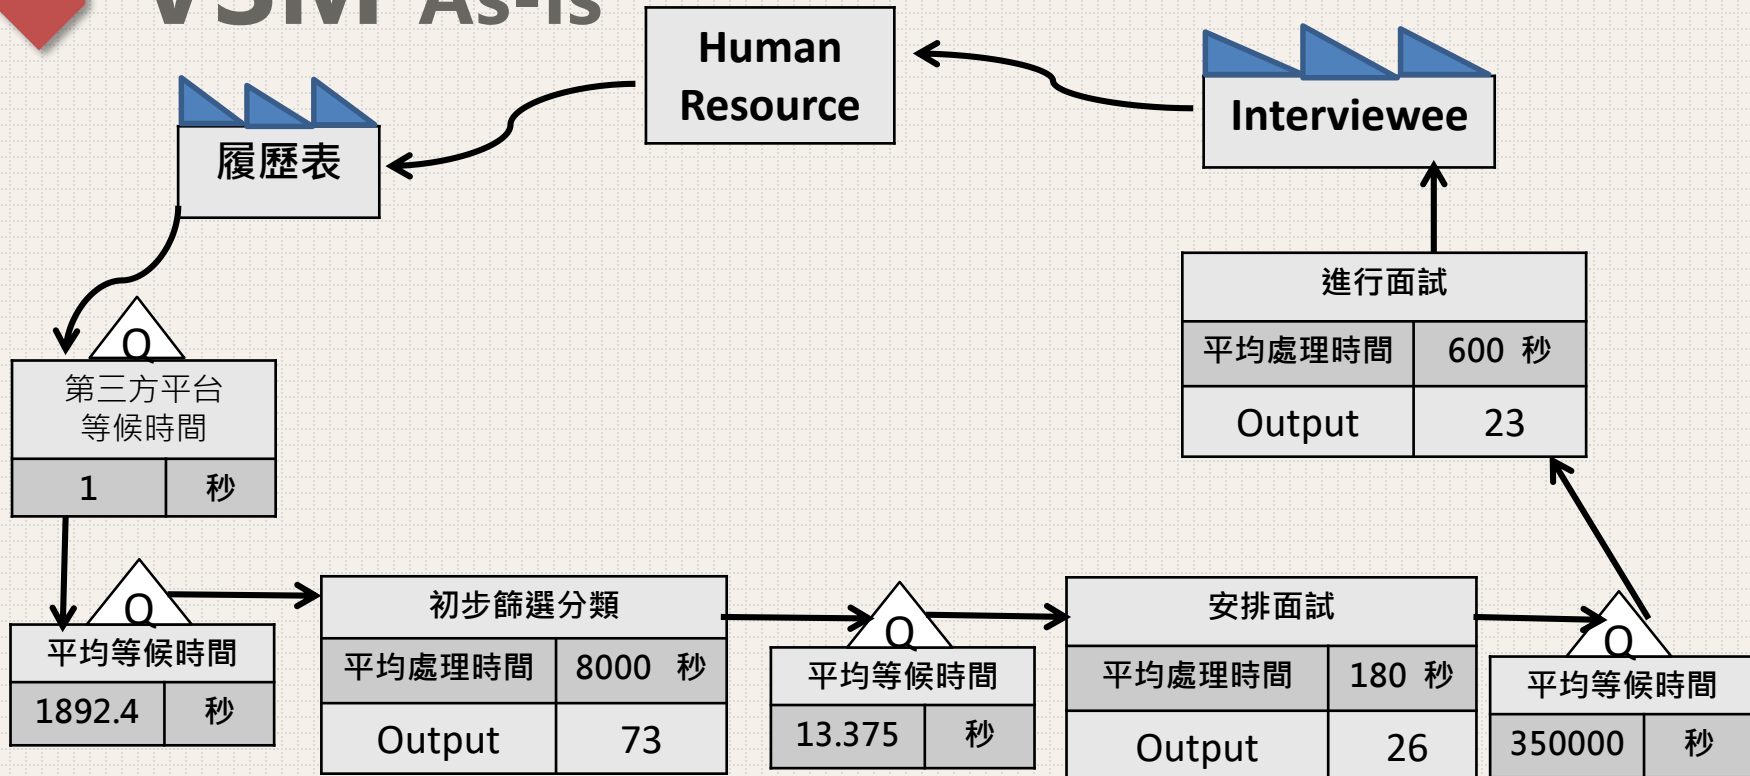 VSM As-is
Human
Resource
Interviewee
履歷表
Q
第三方平台
等候時間
1 秒
進行面試
平均處理時間 600 秒
Output 23
Q
平均等候時間
1892.4 秒
初步篩選分類
平均處理時間 8000 秒
Output 73
Q
平均等候時間
13.375 秒
安排面試
平均處理時間 180 秒
Output 26
Q
平均等候時間
350000 秒